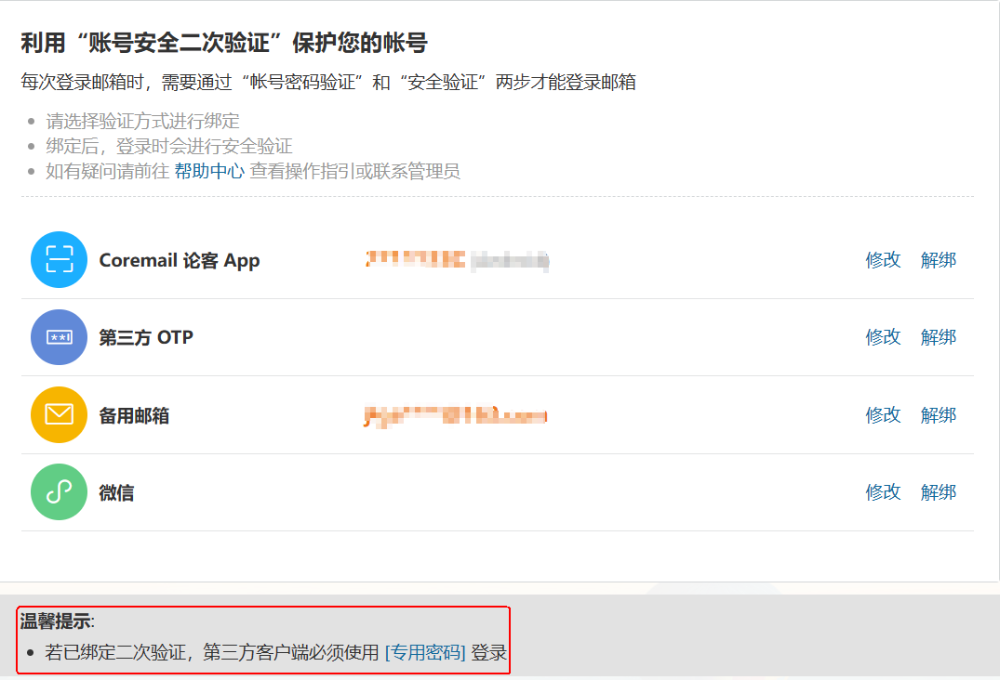 利用“账号安全二次验证”保护您的帐号
每次登录邮箱时，需要通过“帐号密码验证”和“安全验证”两步才能登录邮箱
请选择验证方式进行绑定
绑定后，登录时会进行安全验证
如有疑问请前往 帮助中心 查看操作指引或联系管理员
Coremail 论客 App 修改 解绑
第三方 OTP 修改 解绑
备用邮箱 修改 解绑
微信 修改 解绑
温馨提示:
若已绑定二次验证，第三方客户端必须使用 [专用密码] 登录